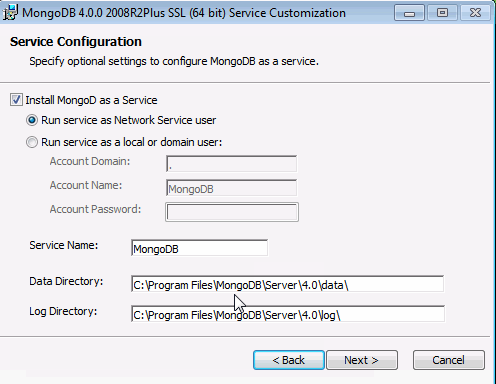 MongoDB 4.0.0 2008R2Plus SSL (64 bit) Service Customization
Service Configuration
Specify optional settings to configure MongoDB as a service.
Install MongoD as a Service
Run service as Network Service user
Run service as a local or domain user:
Account Domain: .
Account Name: MongoDB
Account Password:
Service Name: MongoDB
Data Directory: C:\Program Files\MongoDB\Server\4.0\data\
Log Directory: C:\Program Files\MongoDB\Server\4.0\log\
< Back Next > Cancel